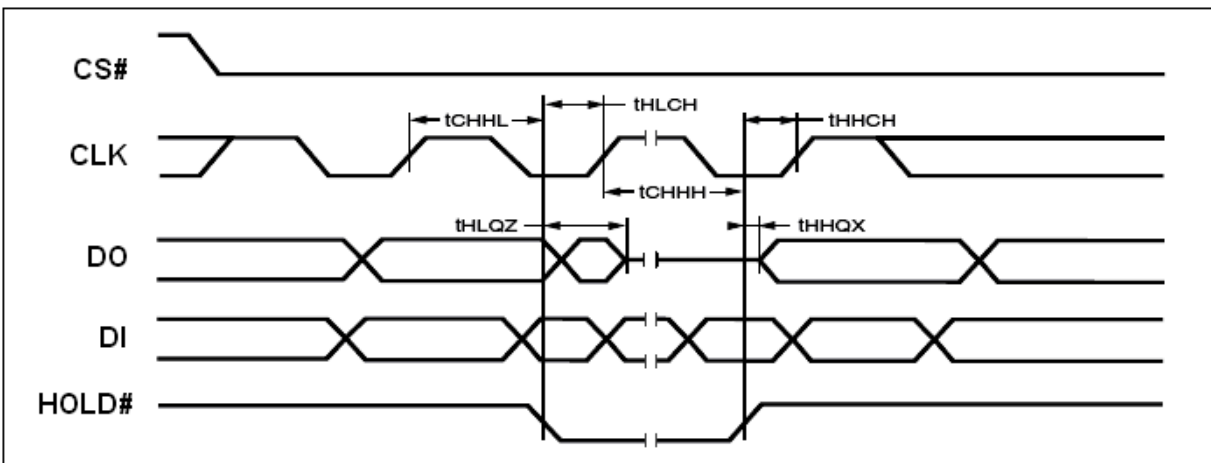 CS#
tCHHL
tHLCH
tHHCH
CLK
tCHHH
tHLQZ
tHHQX
DO
DI
HOLD#